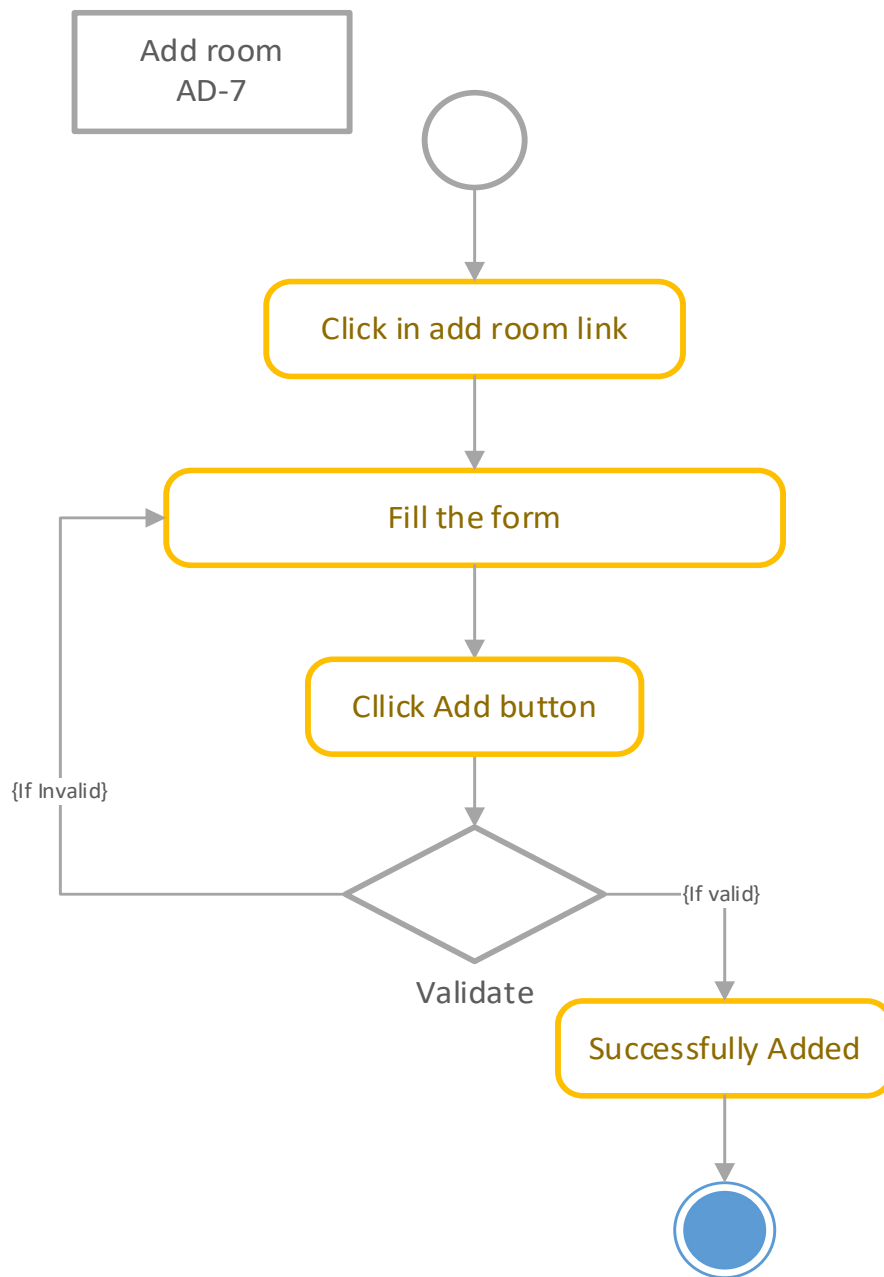 Add room
AD-7
Click in add room link
Fill the form
Cllick Add button
{If Invalid}
{If valid}
Validate
Successfully Added